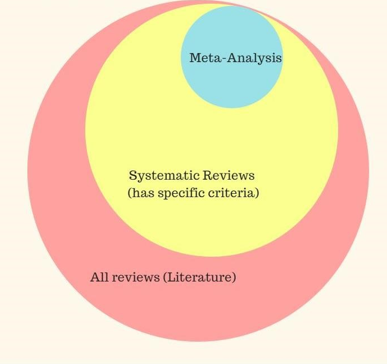 Meta-Analysis
Systematic Reviews
(has specific criteria)
All reviews (Literature)